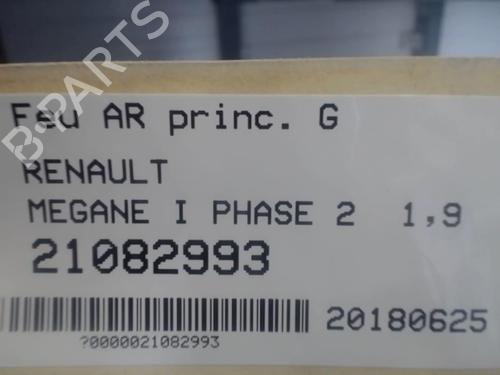 B-PARTS
Feu AR princ. G
RENAULT
MEGANE I PHASE 2 1,9
21082993
20180625
?0000021082993